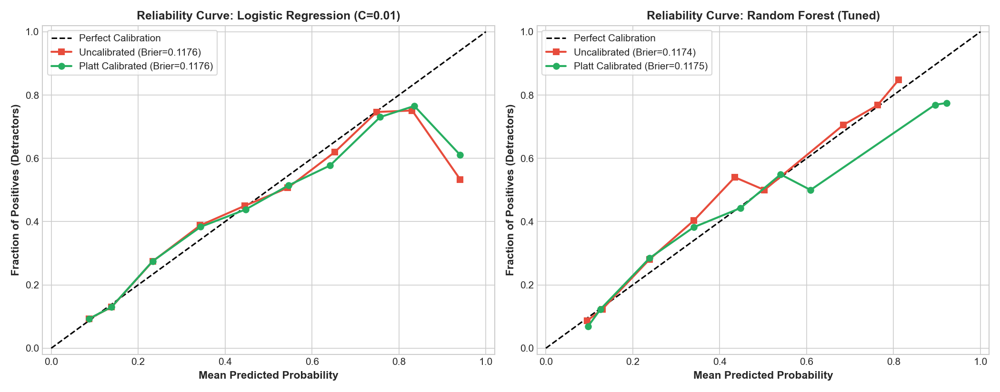 Reliability Curve: Logistic Regression (C=0.01)
Perfect Calibration
Uncalibrated (Brier=0.1176)
Platt Calibrated (Brier=0.1176)
Fraction of Positives (Detractors)
1.0
0.8
0.6
0.4
0.2
0.0
0.0 0.2 0.4 0.6 0.8 1.0
Mean Predicted Probability
Reliability Curve: Random Forest (Tuned)
Perfect Calibration
Uncalibrated (Brier=0.1174)
Platt Calibrated (Brier=0.1175)
Fraction of Positives (Detractors)
1.0
0.8
0.6
0.4
0.2
0.0
0.0 0.2 0.4 0.6 0.8 1.0
Mean Predicted Probability